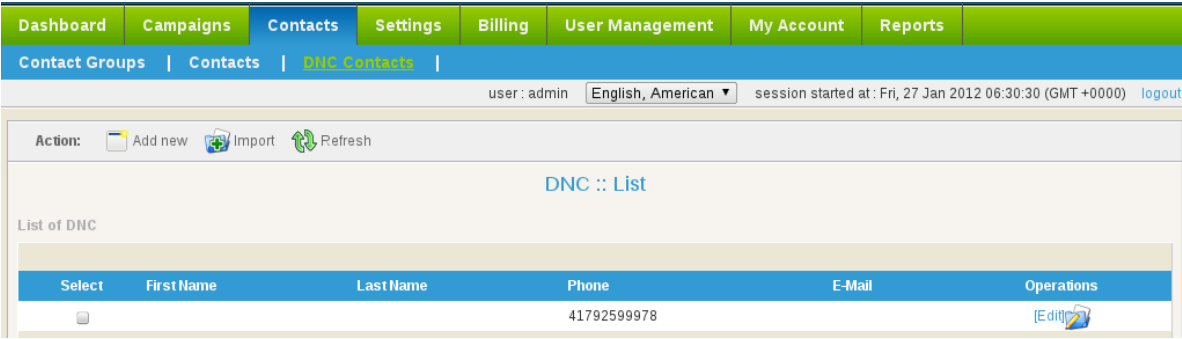 Dashboard Campaigns Contacts Settings Billing User Management My Account Reports
Contact Groups | Contacts | DNC Contacts |
user : admin English, American ▼ session started at : Fri, 27 Jan 2012 06:30:30 (GMT +0000) logout
Action: Add new Import Refresh
DNC :: List
List of DNC
Select First Name Last Name Phone E-Mail Operations
41792599978 [Edit]